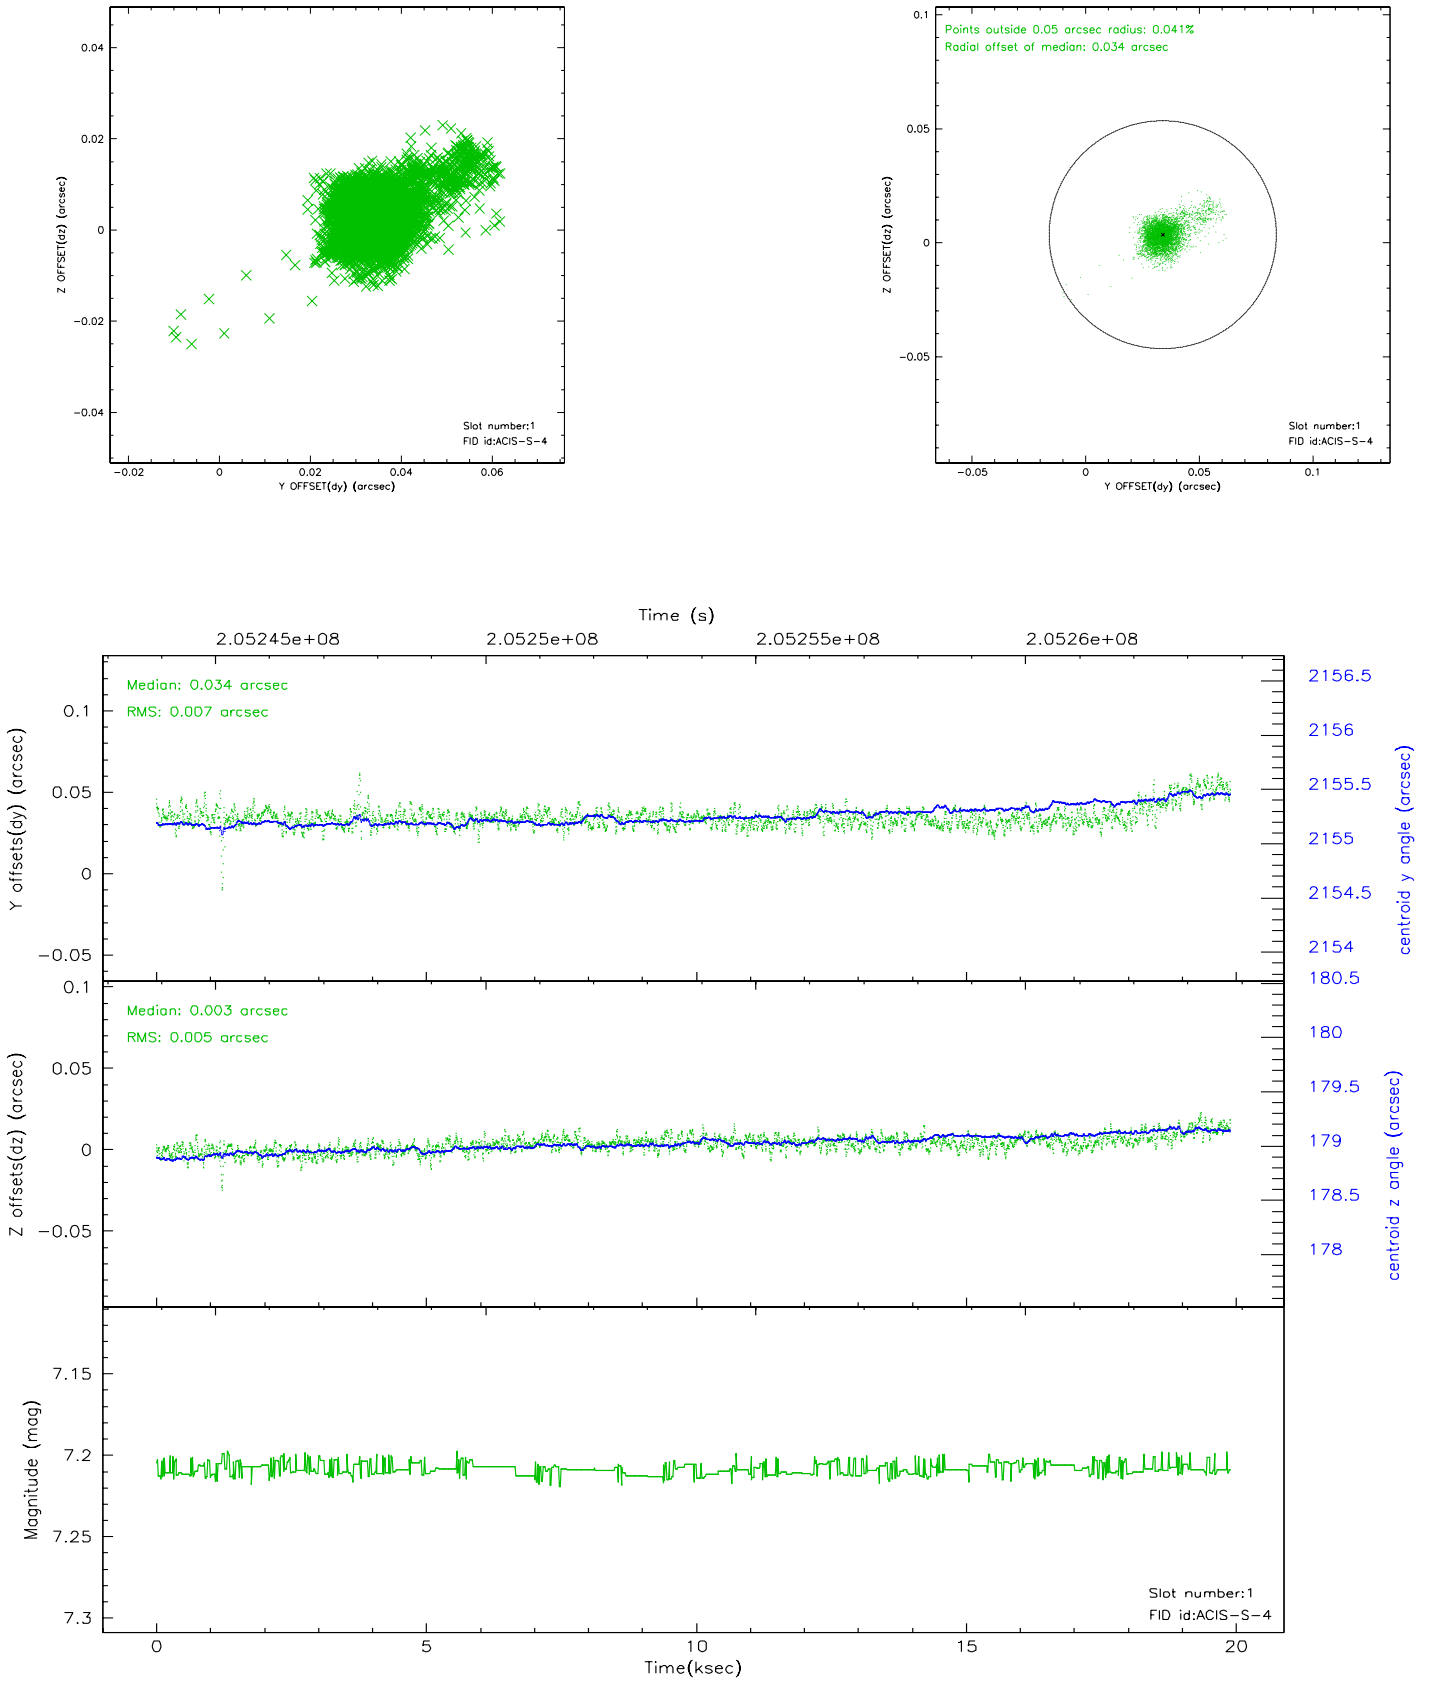 0.04
0.02
0
−0.02
−0.04
Z OFFSET(dz) (arcsec)
Slot number:1
FID id:ACIS−S−4
−0.02 0 0.02 0.04 0.06
Y OFFSET(dy) (arcsec)
Points outside 0.05 arcsec radius: 0.041%
Radial offset of median: 0.034 arcsec
0.1
0.05
0
−0.05
Z OFFSET(dz) (arcsec)
Slot number:1
FID id:ACIS−S−4
−0.05 0 0.05 0.1
Y OFFSET(dy) (arcsec)
Time (s)
2.05245e+08 2.0525e+08 2.05255e+08 2.0526e+08
Median: 0.034 arcsec
RMS: 0.007 arcsec
0.1
0.05
0
−0.05
Y offsets(dy) (arcsec)
2156.5
2156
2155.5
2155
2154.5
2154
centroid y angle (arcsec)
Median: 0.003 arcsec
RMS: 0.005 arcsec
0.1
0.05
0
−0.05
Z offsets(dz) (arcsec)
180.5
180
179.5
179
178.5
178
centroid z angle (arcsec)
7.15
7.2
7.25
7.3
Magnitude (mag)
Slot number:1
FID id:ACIS−S−4
0 5 10 15 20
Time(ksec)